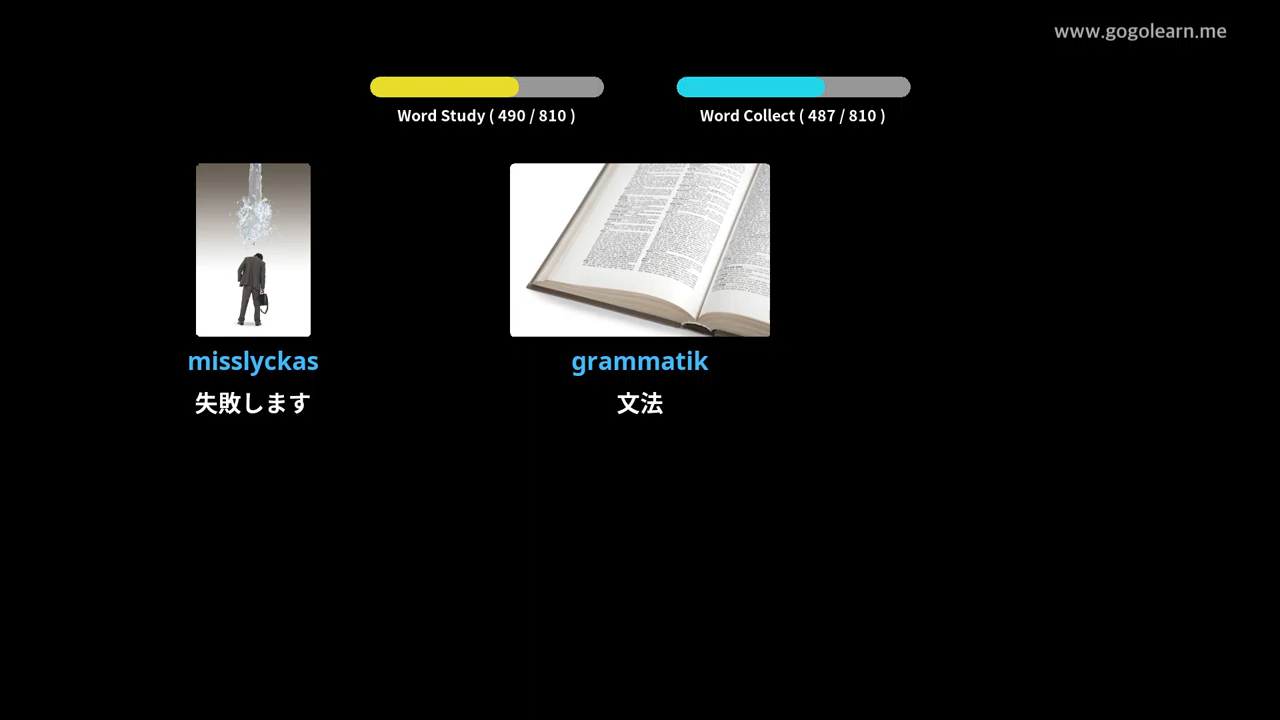 www.gogolearn.me
Word Study ( 490 / 810 )
Word Collect ( 487 / 810 )
misslyckas
grammatik
失敗します
文法